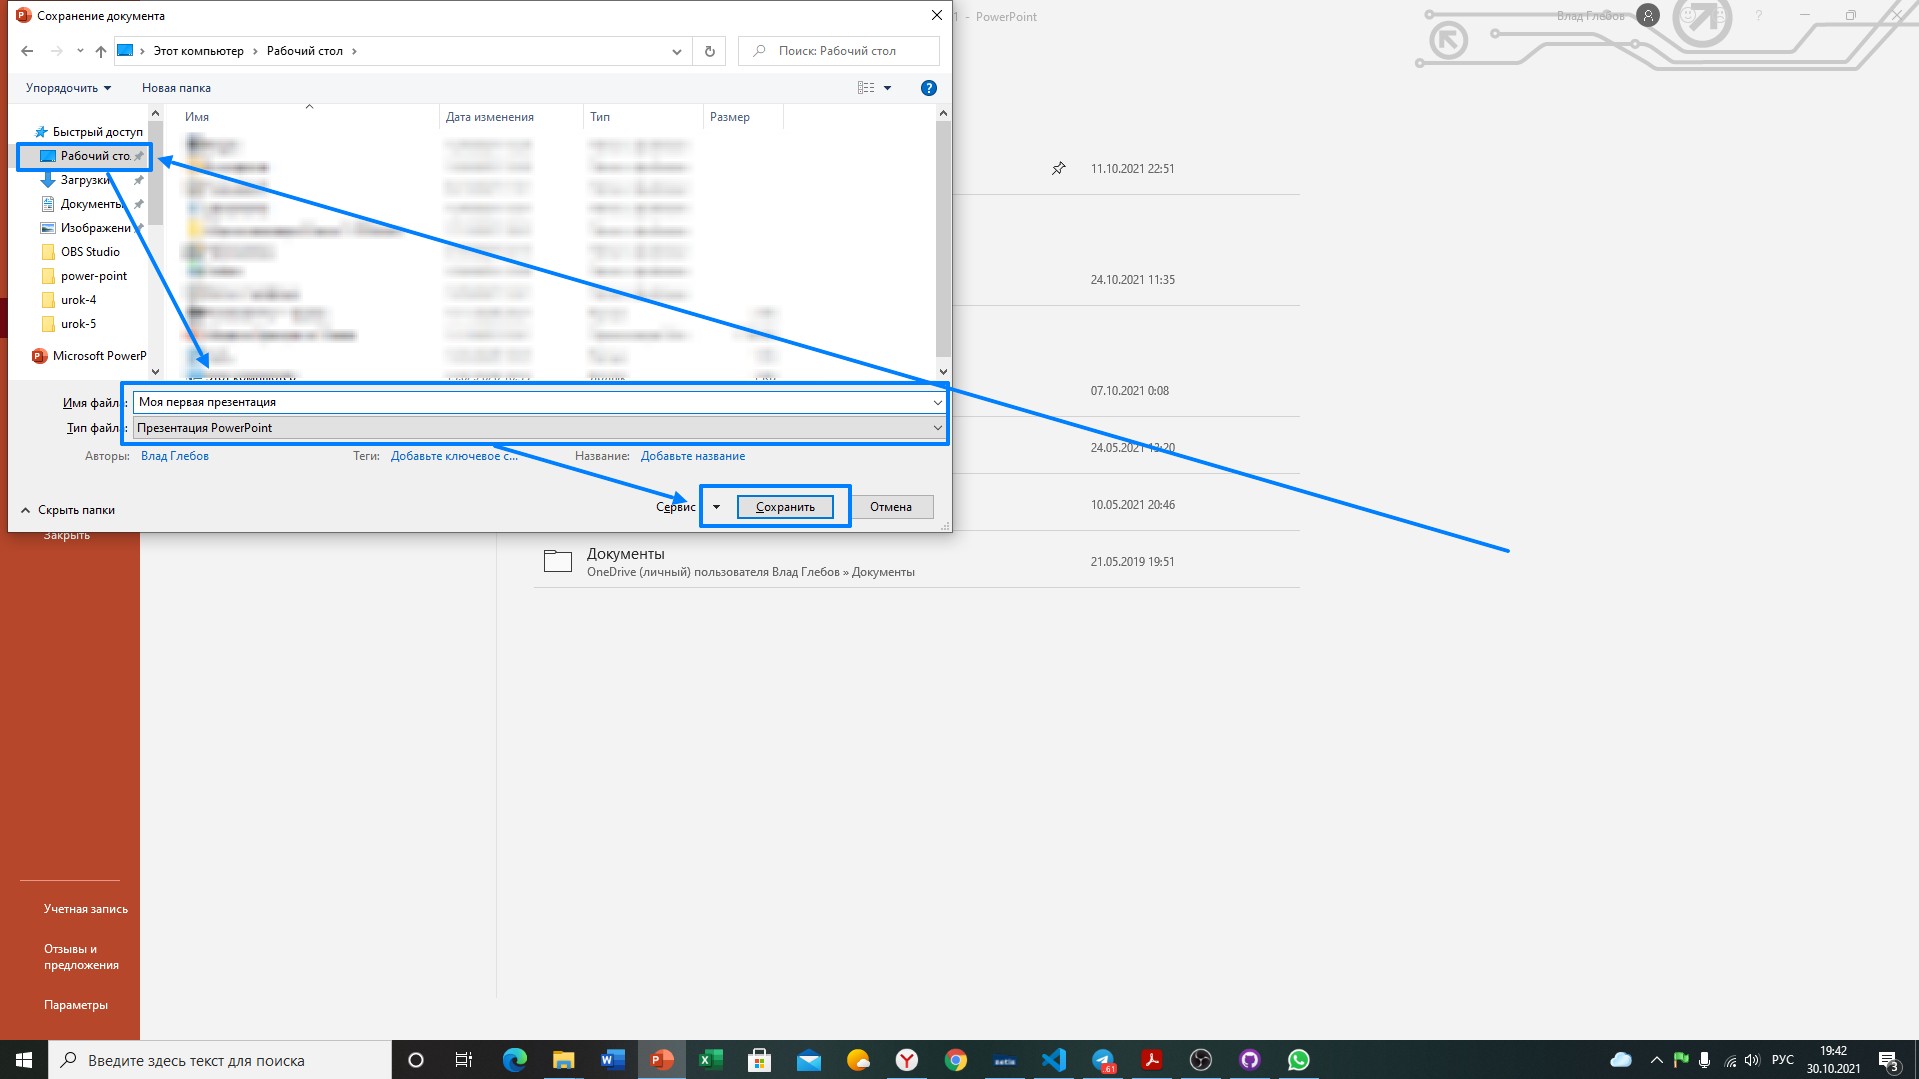 Сохранение документа
1 - PowerPoint
Влад Глебов
Этот компьютер
Рабочий стол
Поиск: Рабочий стол
Упорядочить
Новая папка
Имя
Дата изменения
Тип
Размер
Быстрый доступ
Рабочий сто
Загрузки
Документы
Изображени
OBS Studio
power-point
urok-4
urok-5
Microsoft PowerP
11.10.2021 22:51
24.10.2021 11:35
07.10.2021 0:08
24.05.2021 13:20
10.05.2021 20:46
Имя файла:
Моя первая презентация
Тип файла:
Презентация PowerPoint
Авторы:
Влад Глебов
Теги:
Добавьте ключевое с...
Название:
Добавьте название
Скрыть папки
Сервис
Сохранить
Отмена
Закрыть
Документы
OneDrive (личный) пользователя Влад Глебов » Документы
21.05.2019 19:51
Учетная запись
Отзывы и
предложения
Параметры
Введите здесь текст для поиска
61
РУС
19:42
30.10.2021
3